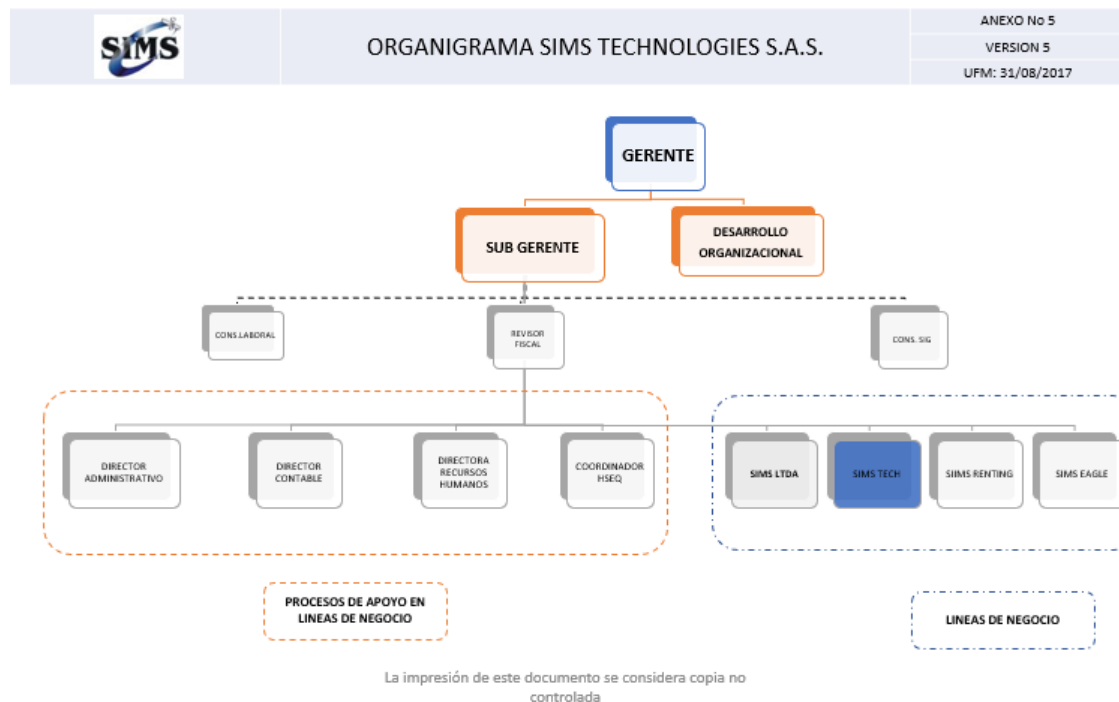 SIMS
ORGANIGRAMA SIMS TECHNOLOGIES S.A.S.
ANEXO No 5
VERSION 5
UFM: 31/08/2017
GERENTE
SUB GERENTE
DESARROLLO
ORGANIZACIONAL
CONS.LABORAL
REVISOR
FISCAL
CONS. SIG
DIRECTOR
ADMINISTRATIVO
DIRECTOR
CONTABLE
DIRECTORA
RECURSOS
HUMANOS
COORDINADOR
HSEQ
SIMS LTDA
SIMS TECH
SIIMS RENTING
SIMS EAGLE
PROCESOS DE APOYO EN
LINEAS DE NEGOCIO
LINEAS DE NEGOCIO
La impresión de este documento se considera copia no
controlada